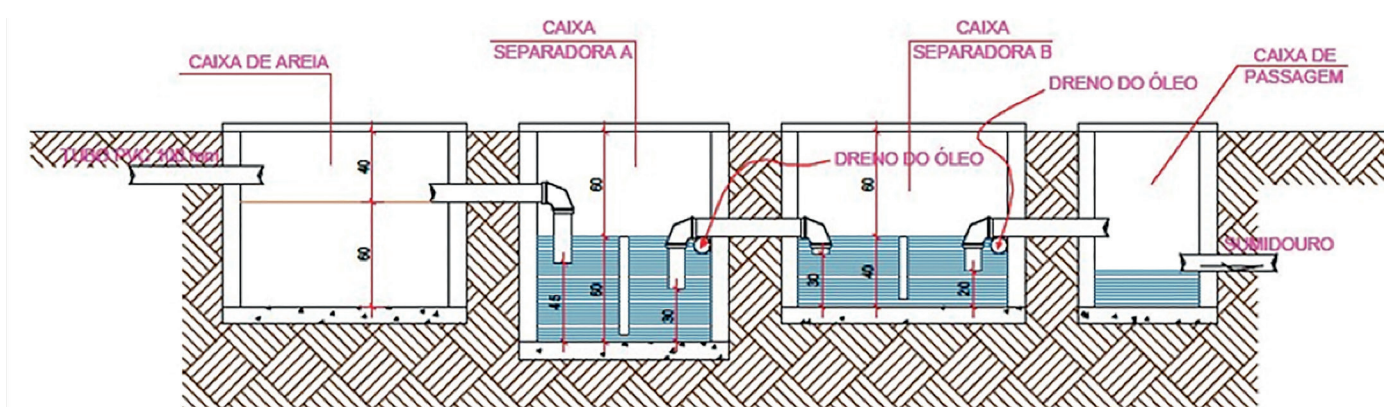 CAIXA DE AREIA
CAIXA
SEPARADORA A
CAIXA
SEPARADORA B
CAIXA DE
PASSAGEM
DRENO DO ÓLEO
DRENO DO ÓLEO
TUBO PVC 100 mm
SUMIDOURO
40
60
60
45
60
30
60
30
40
20